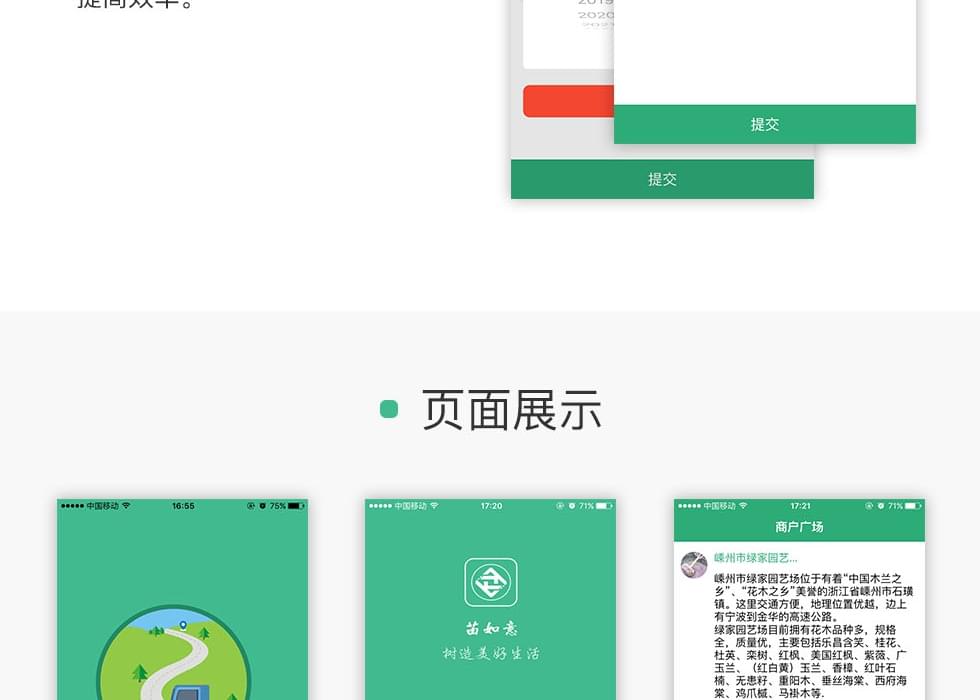 提高效率。
2019
2020
2021
提交
提交
页面展示
中国移动
16:55
75%
中国移动
17:20
71%
苗如意
树造美好生活
中国移动
17:21
71%
商户广场
嵊州市绿家园艺...
嵊州市绿家园艺场位于有着“中国木兰之
乡”、“花木之乡”美誉的浙江省嵊州市石璜
镇。这里交通方便，地理位置优越，边上
有宁波到金华的高速公路。
绿家园艺场目前拥有花木品种多，规格
全，质量优，主要包括乐昌含笑、桂花、
杜英、栾树、红枫、美国红枫、紫薇、广
玉兰、（红白黄）玉兰、香樟、红叶石
楠、无患籽、重阳木、垂丝海棠、西府海
棠、鸡爪槭、马褂木等.